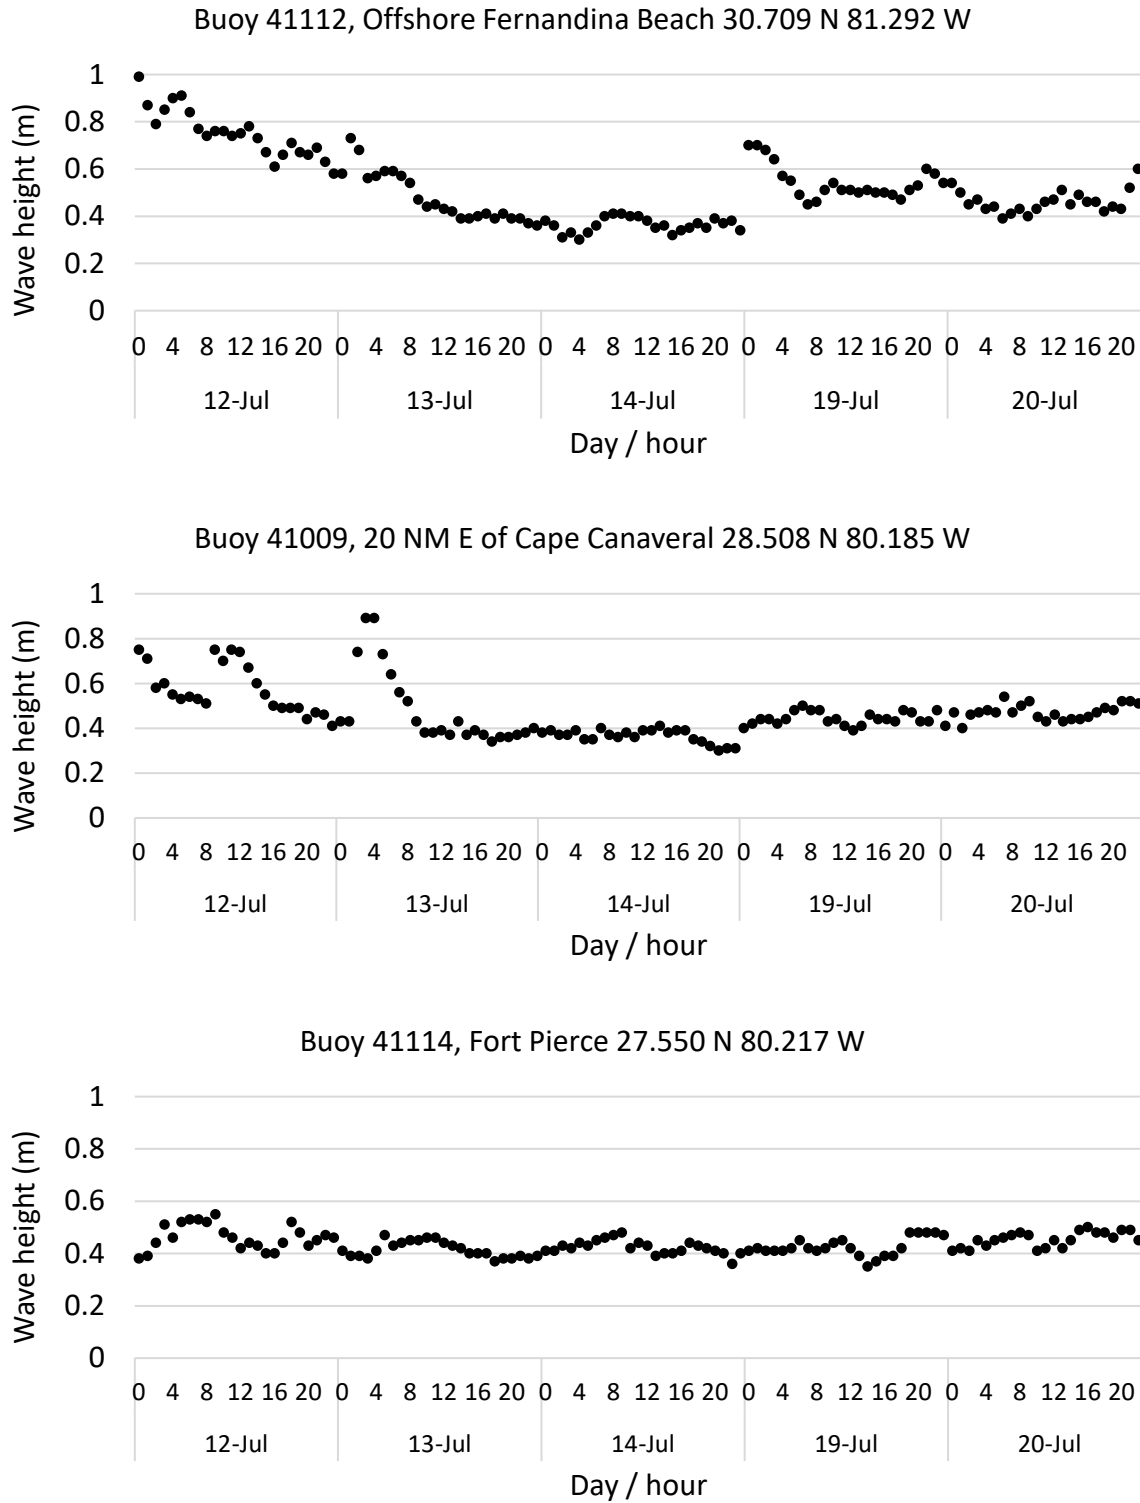 Buoy 41112, Offshore Fernandina Beach 30.709 N 81.292 W
Wave height (m)
1
0.8
0.6
0.4
0.2
0
0 4 8 12 16 20 0 4 8 12 16 20 0 4 8 12 16 20 0 4 8 12 16 20 0 4 8 12 16 20
12-Jul 13-Jul 14-Jul 19-Jul 20-Jul
Day / hour
Buoy 41009, 20 NM E of Cape Canaveral 28.508 N 80.185 W
Wave height (m)
1
0.8
0.6
0.4
0.2
0
0 4 8 12 16 20 0 4 8 12 16 20 0 4 8 12 16 20 0 4 8 12 16 20 0 4 8 12 16 20
12-Jul 13-Jul 14-Jul 19-Jul 20-Jul
Day / hour
Buoy 41114, Fort Pierce 27.550 N 80.217 W
Wave height (m)
1
0.8
0.6
0.4
0.2
0
0 4 8 12 16 20 0 4 8 12 16 20 0 4 8 12 16 20 0 4 8 12 16 20 0 4 8 12 16 20
12-Jul 13-Jul 14-Jul 19-Jul 20-Jul
Day / hour